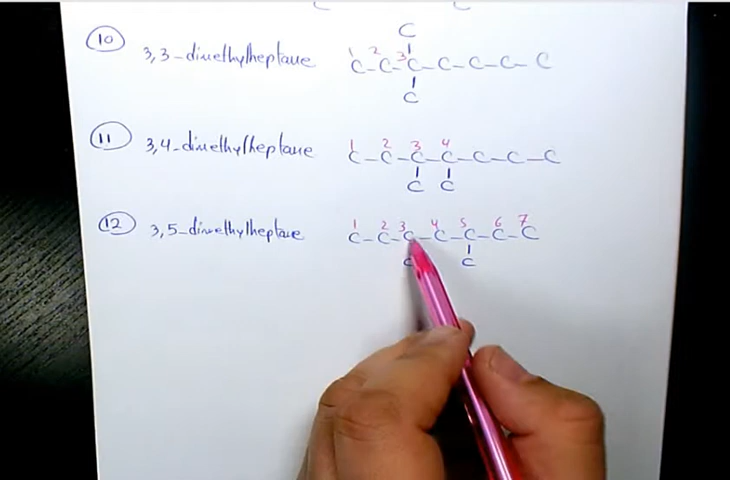 C
10 3,3-dimethylheptane 1 2 3 C-C-C-C-C-C-C
C
11 3,4-dimethylheptane 1 2 3 4 C-C-C-C-C-C-C
C C
12 3,5-dimethylheptane 1 2 3 4 5 6 7 C-C-C-C-C-C-C
C C